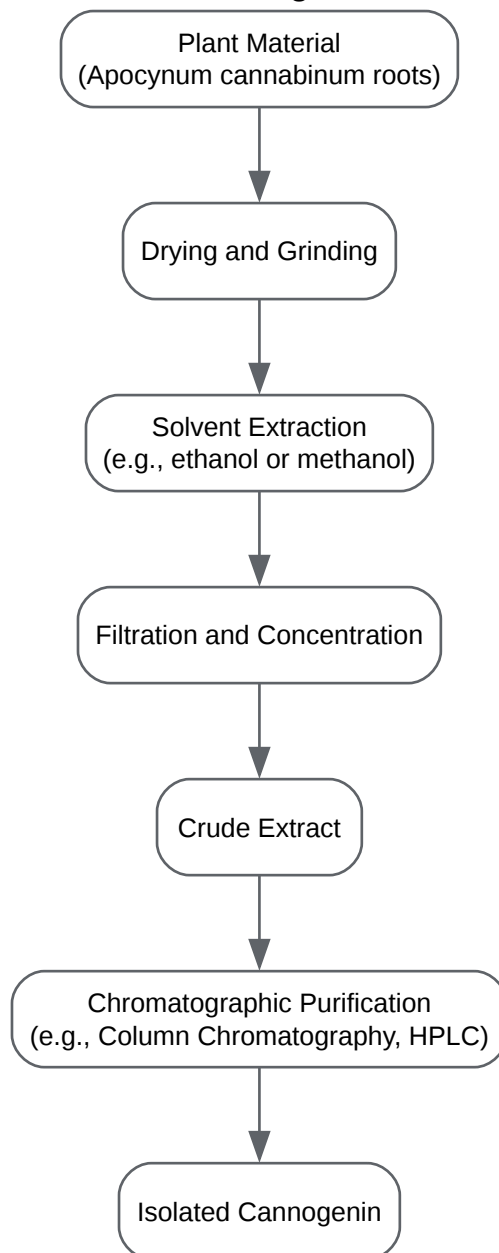 Plant Material
(Apocynum cannabinum roots)
Drying and Grinding
Solvent Extraction
(e.g., ethanol or methanol)
Filtration and Concentration
Crude Extract
Chromatographic Purification
(e.g., Column Chromatography, HPLC)
Isolated Cannogenin